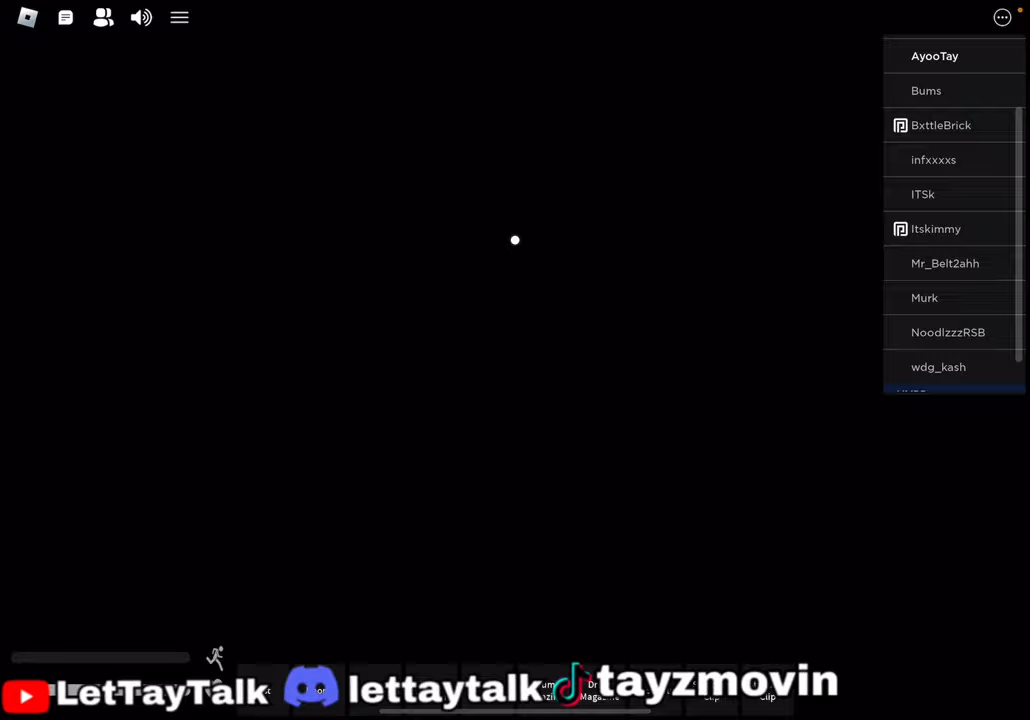 AyooTay
Bums
BxttleBrick
infxxxxs
ITSk
Itskimmy
Mr_Belt2ahh
Murk
NoodlzzzRSB
wdg_kash
LetTayTalk
lettaytalk
tayzmovin